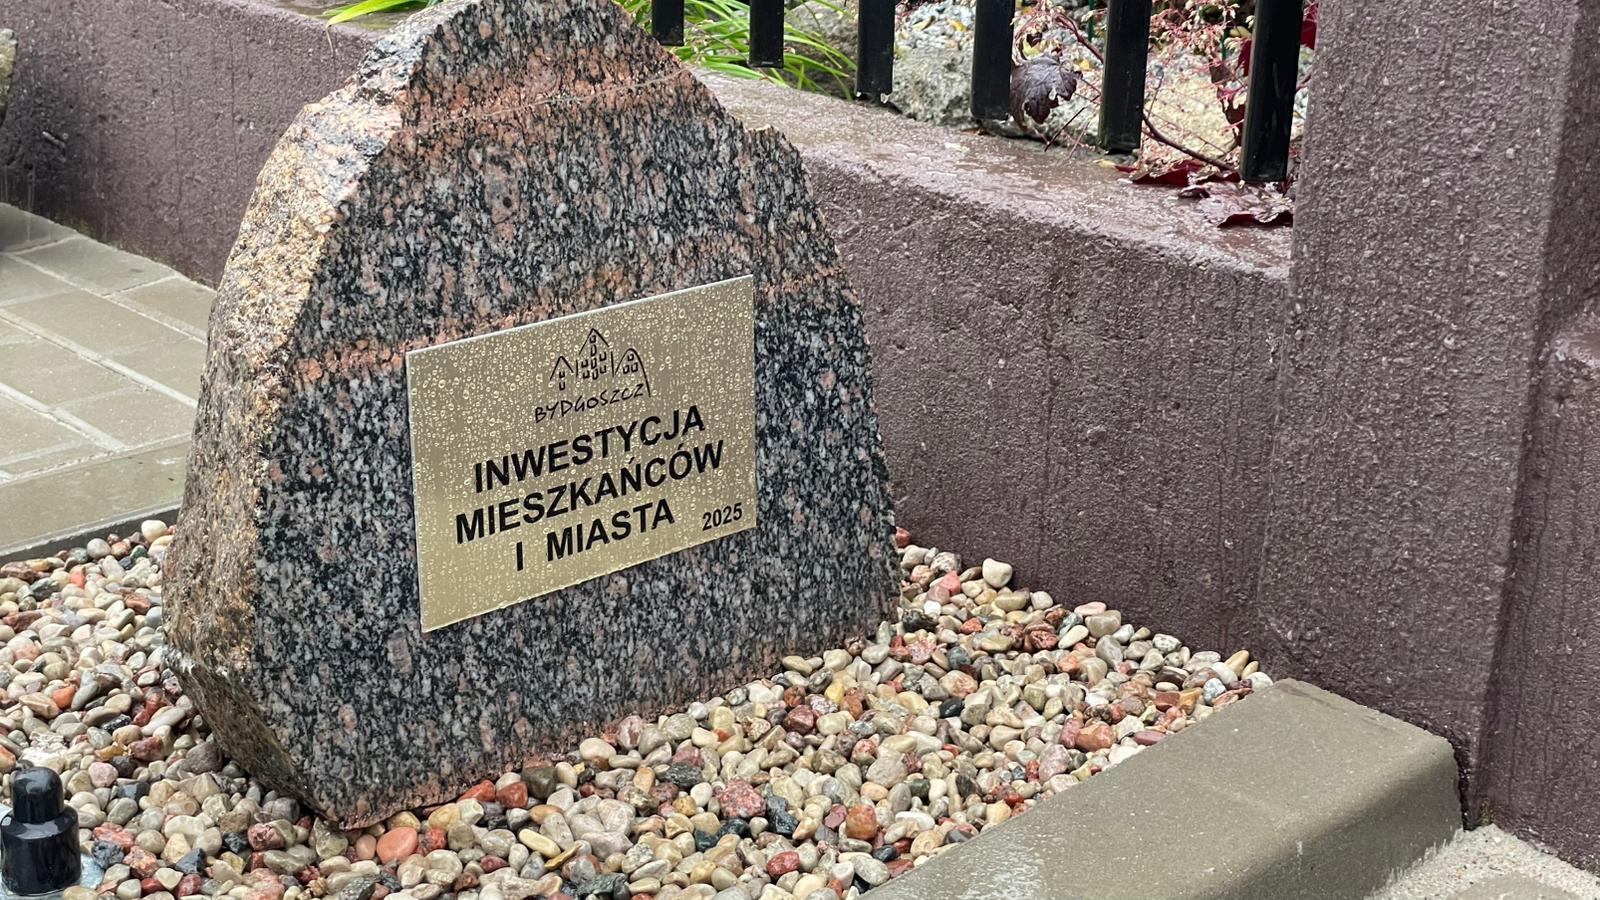 BYDGOSZCZ
INWESTYCJA
MIESZKAŃCÓW
I MIASTA 2025